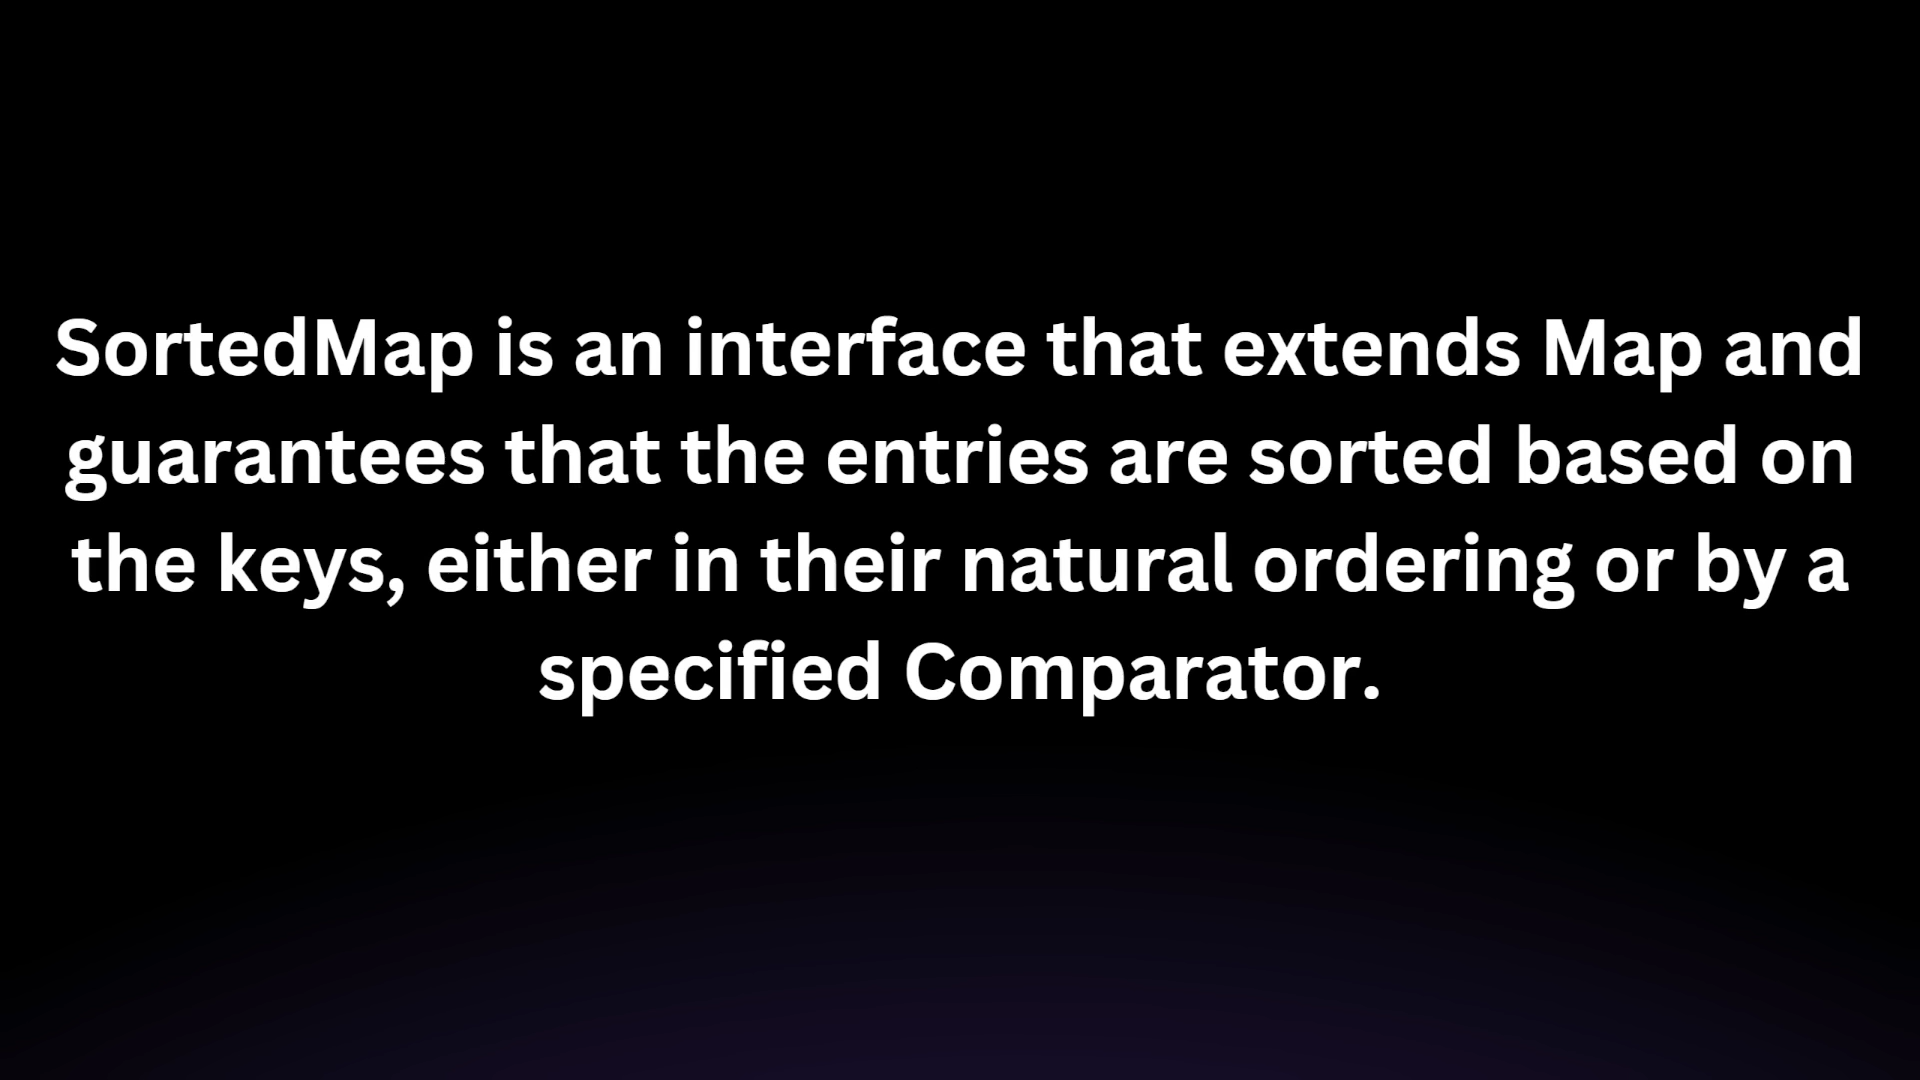 SortedMap is an interface that extends Map and
guarantees that the entries are sorted based on
the keys, either in their natural ordering or by a
specified Comparator.